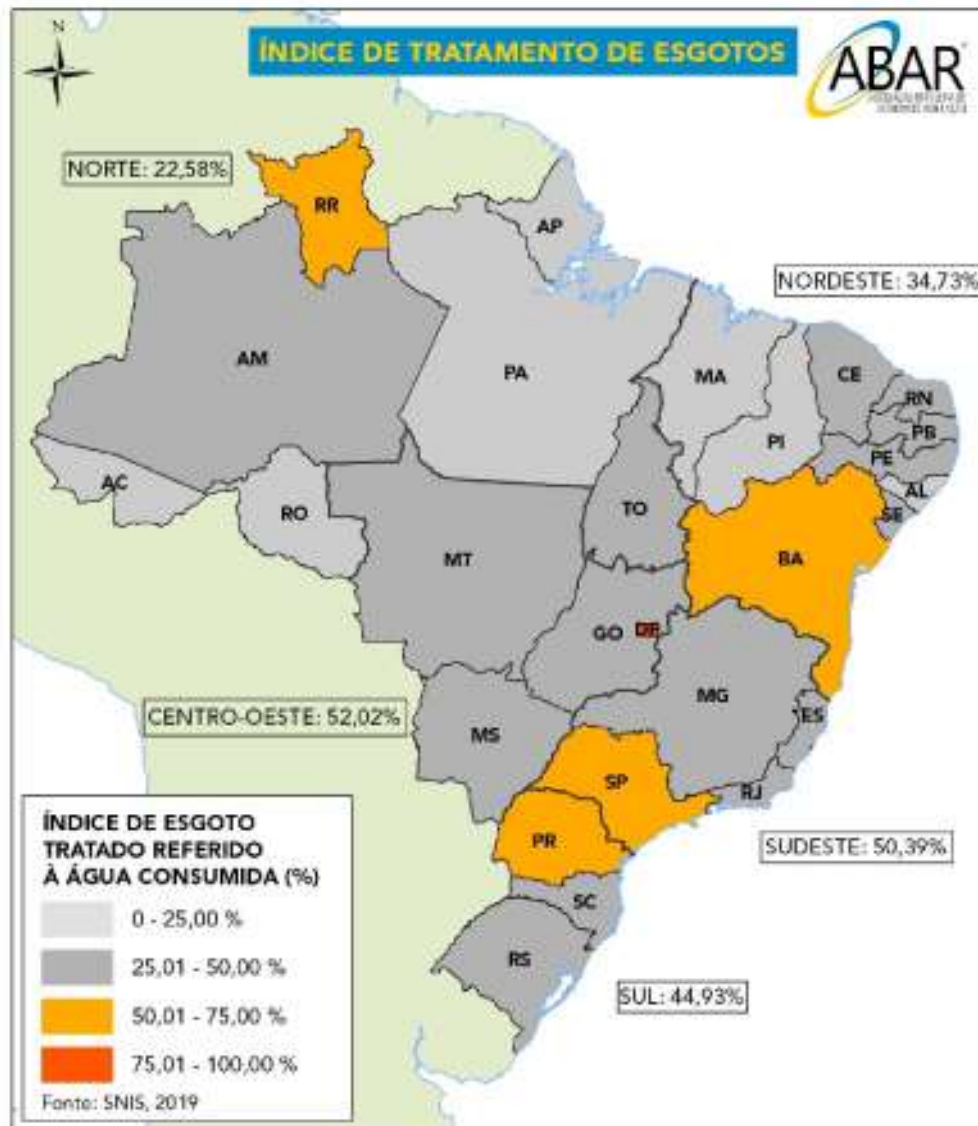 N
ÍNDICE DE TRATAMENTO DE ESGOTOS
ABAR
NORTE: 22,58%
RR
AP
NORDESTE: 34,73%
AM
PA
MA
CE
RN
PB
PI
PE
AL
SE
AC
RO
TO
MT
BA
GO
DF
MG
ES
CENTRO-OESTE: 52,02%
MS
SP
RJ
PR
SUDESTE: 50,39%
SC
RS
SUL: 44,93%
ÍNDICE DE ESGOTO
TRATADO REFERIDO
À ÁGUA CONSUMIDA (%)
0 - 25,00 %
25,01 - 50,00 %
50,01 - 75,00 %
75,01 - 100,00 %
Fonte: SNIS, 2019